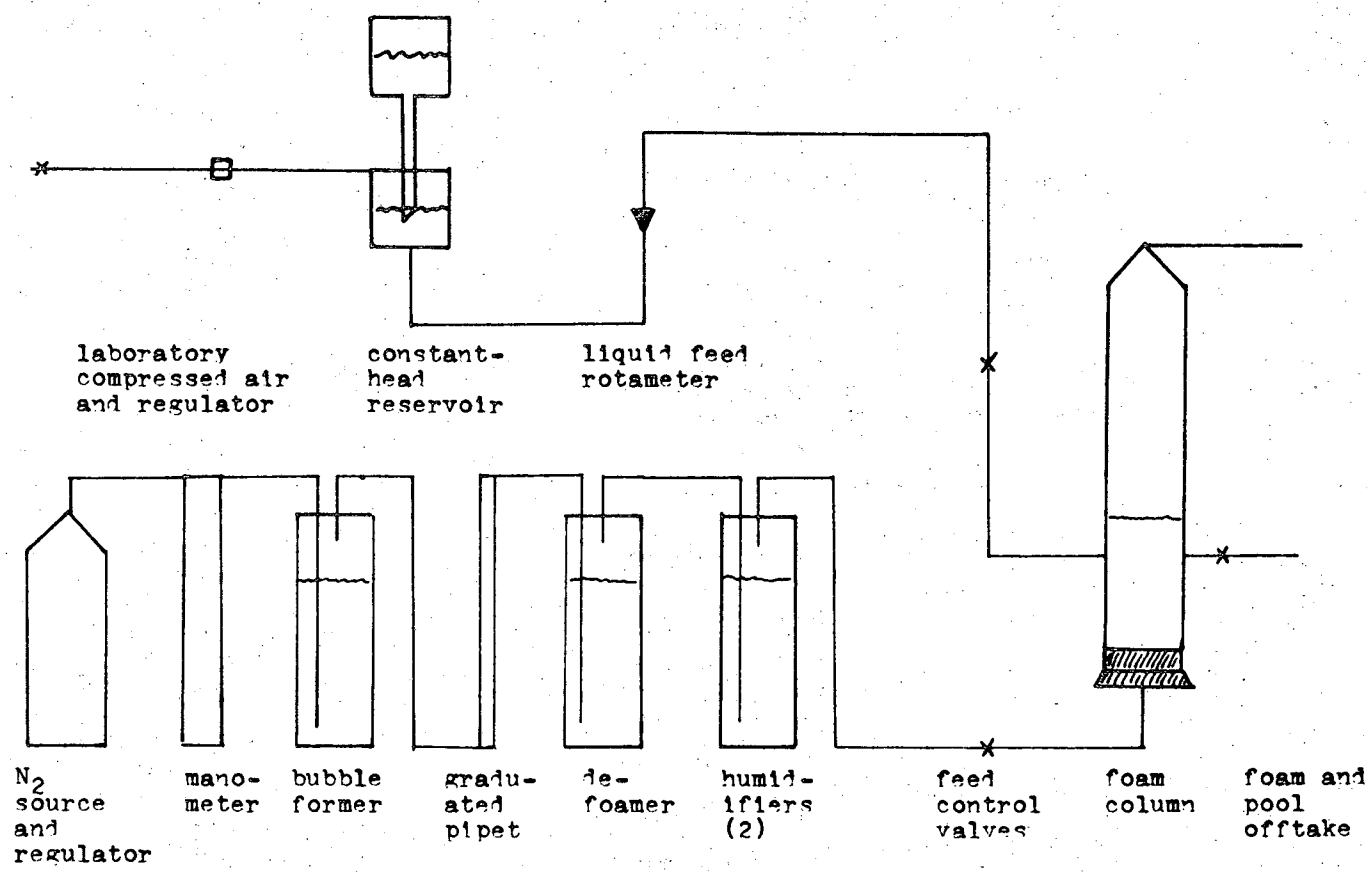 laboratory
compressed air
and regulator
constant-
head
reservoir
liquid feed
rotameter
N2
source
and
regulator
mano-
meter
bubble
former
gradu-
ated
pipet
de-
foamer
humid-
ifiers
(2)
feed
control
valves
foam
column
foam and
pool
offtake